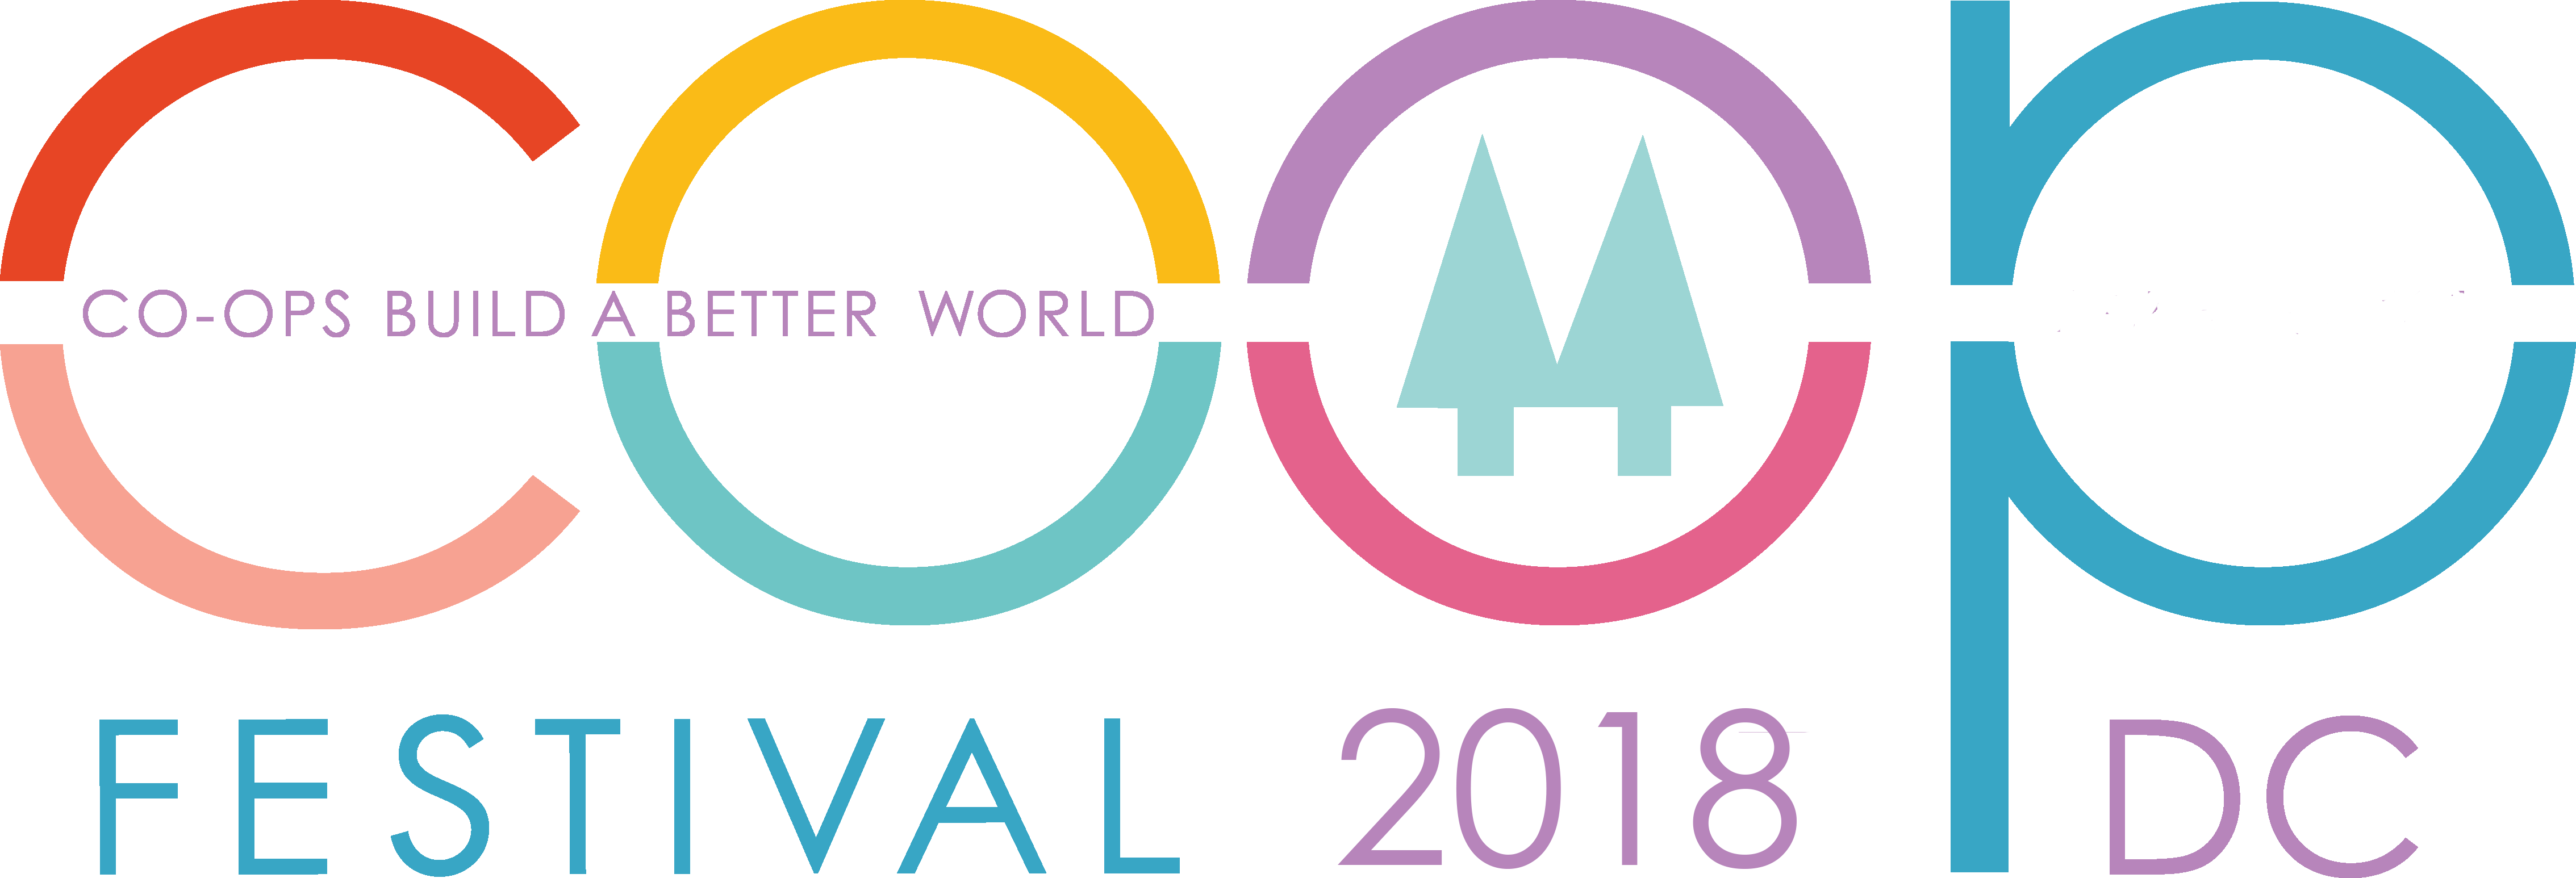 coop
CO-OPS BUILD A BETTER WORLD
FESTIVAL 2018 DC